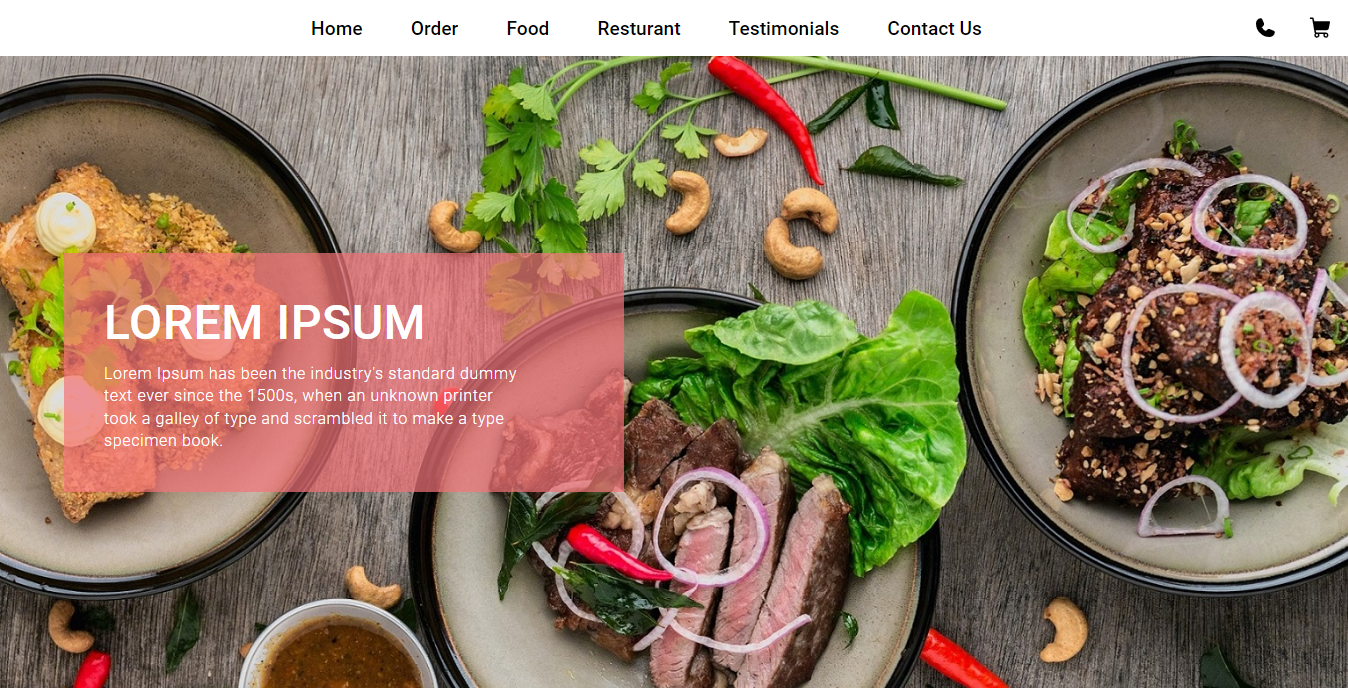 Home Order Food Resturant Testimonials Contact Us
LOREM IPSUM
Lorem Ipsum has been the industry's standard dummy
text ever since the 1500s, when an unknown printer
took a galley of type and scrambled it to make a type
specimen book.